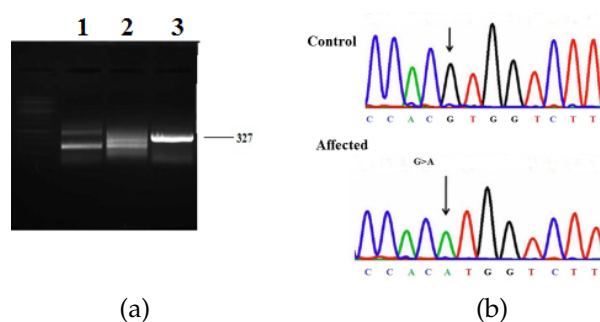 1 2 3
327
(a)
Control
C C A C G T G G T C T T
Affected
G>A
C C A C A T G G T C T T
(b)